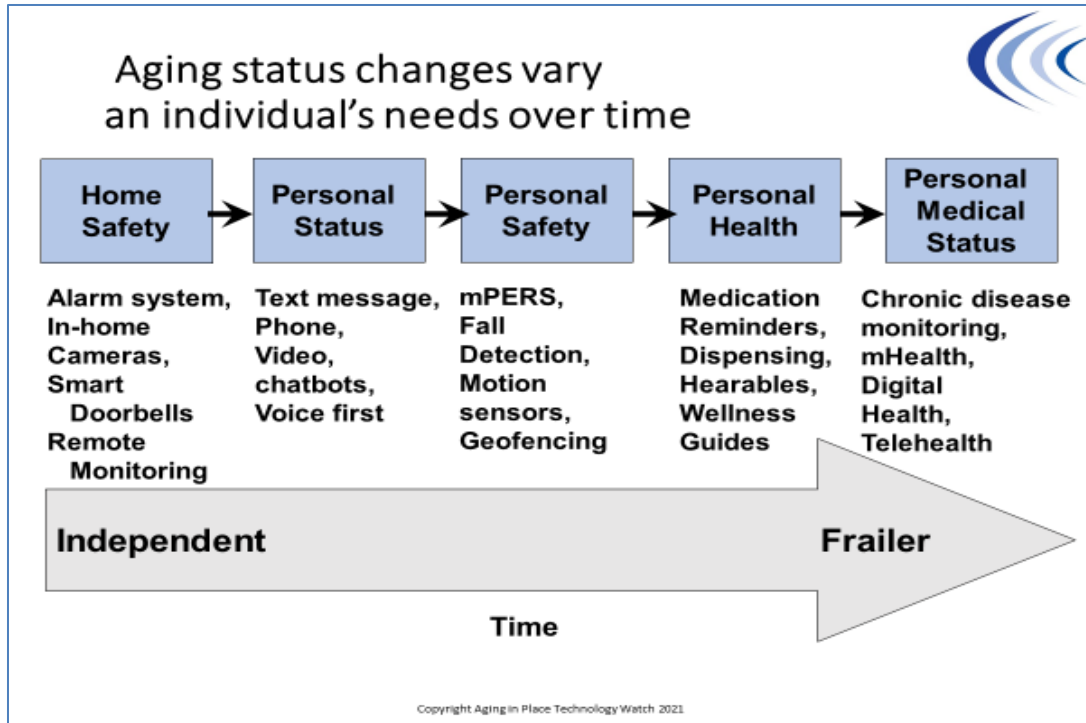 Aging status changes vary
an individual's needs over time
Home
Safety
Personal
Status
Personal
Safety
Personal
Health
Personal
Medical
Status
Alarm system,
In-home
Cameras,
Smart
Doorbells
Remote
Monitoring
Text message,
Phone,
Video,
chatbots,
Voice first
mPERS,
Fall
Detection,
Motion
sensors,
Geofencing
Medication
Reminders,
Dispensing,
Hearables,
Wellness
Guides
Chronic disease
monitoring,
mHealth,
Digital
Health,
Telehealth
Independent
Frailer
Time
Copyright Aging in Place Technology Watch 2021